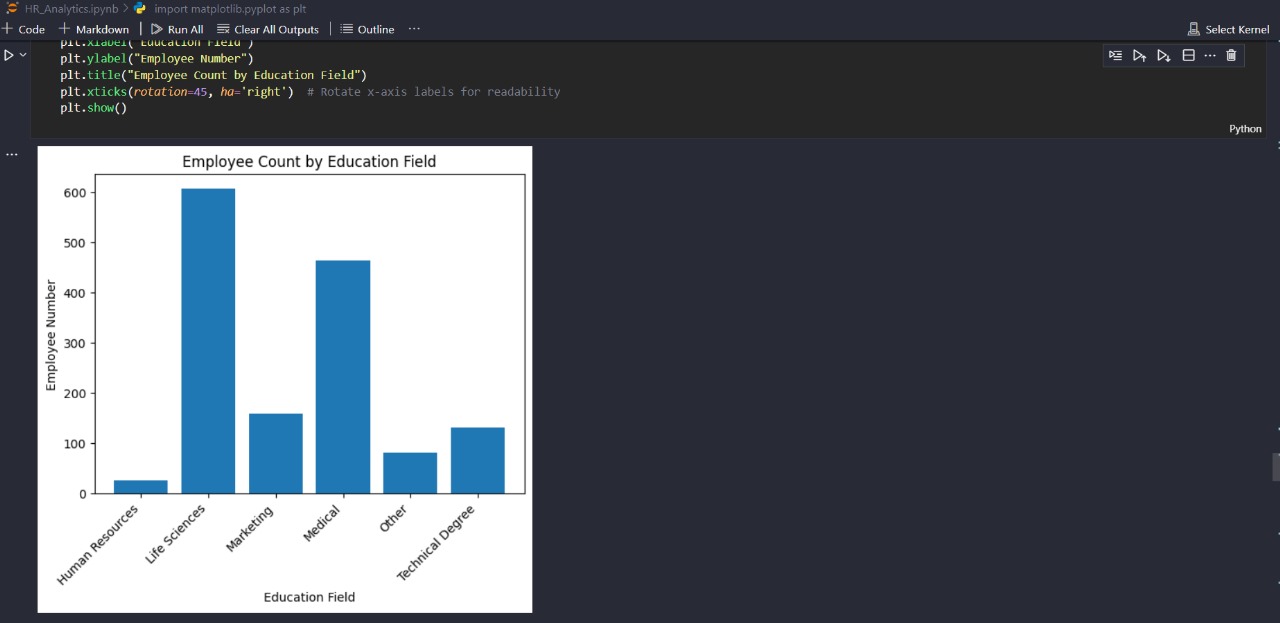 HR_Analytics.ipynb > import matplotlib.pyplot as plt
+ Code + Markdown | Run All Clear All Outputs | Outline ... Select Kernel
plt.xlabel("Education Field")
plt.ylabel("Employee Number")
plt.title("Employee Count by Education Field")
plt.xticks(rotation=45, ha='right')  # Rotate x-axis labels for readability
plt.show()
Python
Employee Count by Education Field
600
500
400
300
200
100
0
Employee Number
Human Resources
Life Sciences
Marketing
Medical
Other
Technical Degree
Education Field